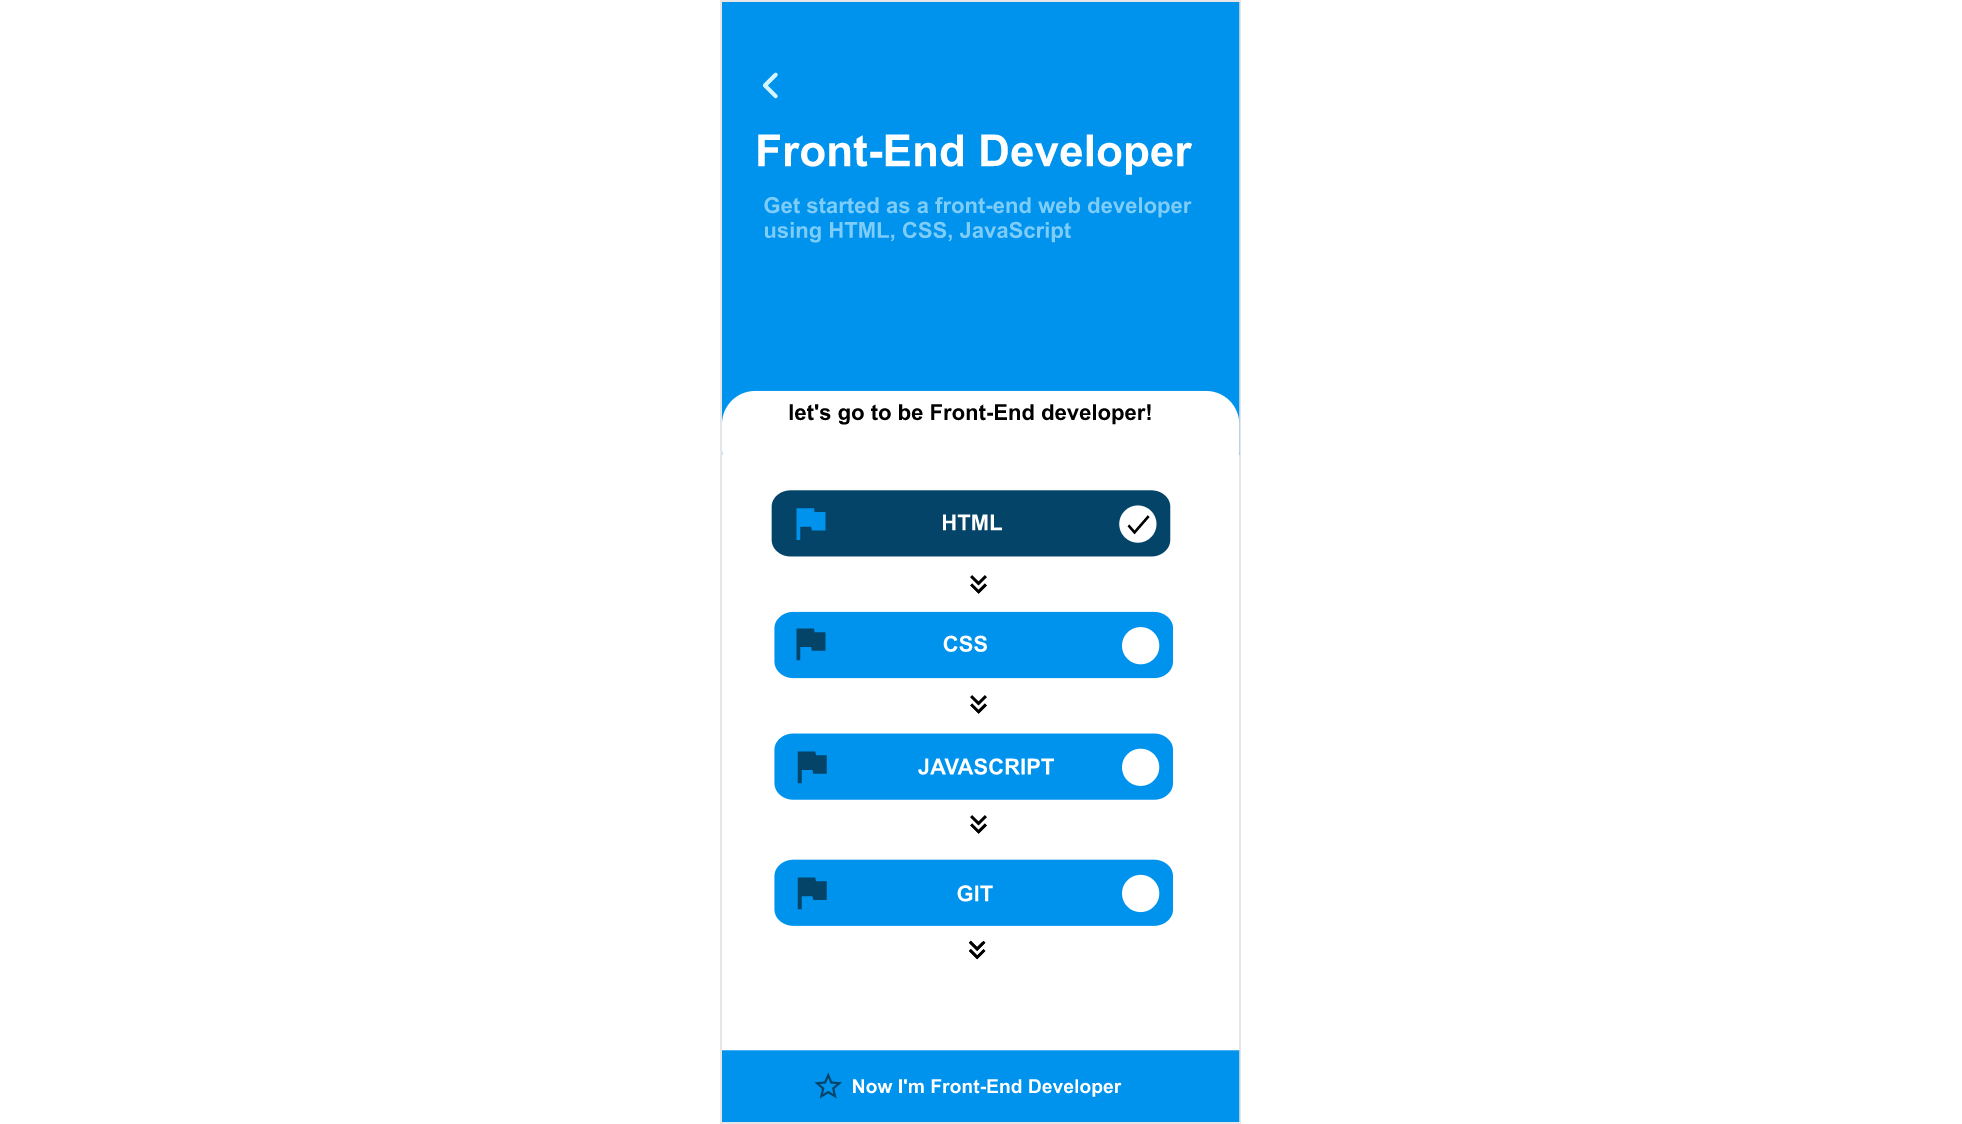 Front-End Developer
Get started as a front-end web developer
using HTML, CSS, JavaScript
let's go to be Front-End developer!
HTML
CSS
JAVASCRIPT
GIT
Now I'm Front-End Developer